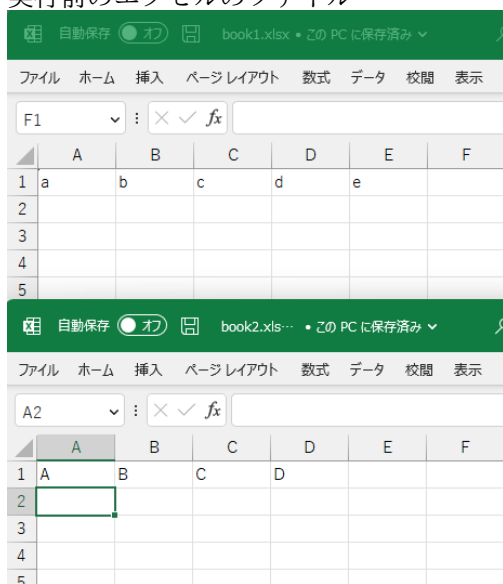 実行前のエクセルのファイル
自動保存 オフ book1.xlsx • この PC に保存済み
ファイル ホーム 挿入 ページ レイアウト 数式 データ 校閲 表示
F1 fx
A B C D E F
1 a b c d e
2
3
4
5
自動保存 オフ book2.xls… • この PC に保存済み
ファイル ホーム 挿入 ページ レイアウト 数式 データ 校閲 表示
A2 fx
A B C D E F
1 A B C D
2
3
4
5